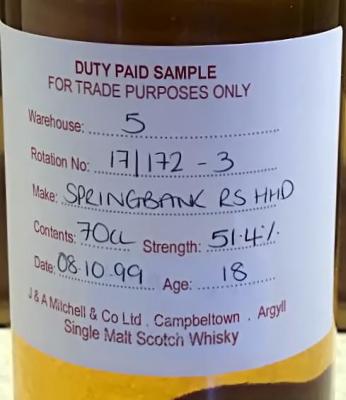 DUTY PAID SAMPLE
FOR TRADE PURPOSES ONLY
Warehouse: 5
Rotation No: 17/172 - 3
Make: SPRINGBANK RS HHD
Contents: 70CL Strength: 51.4%
Date: 08.10.99 Age: 18
J & A Mitchell & Co Ltd . Campbeltown . Argyll
Single Malt Scotch Whisky